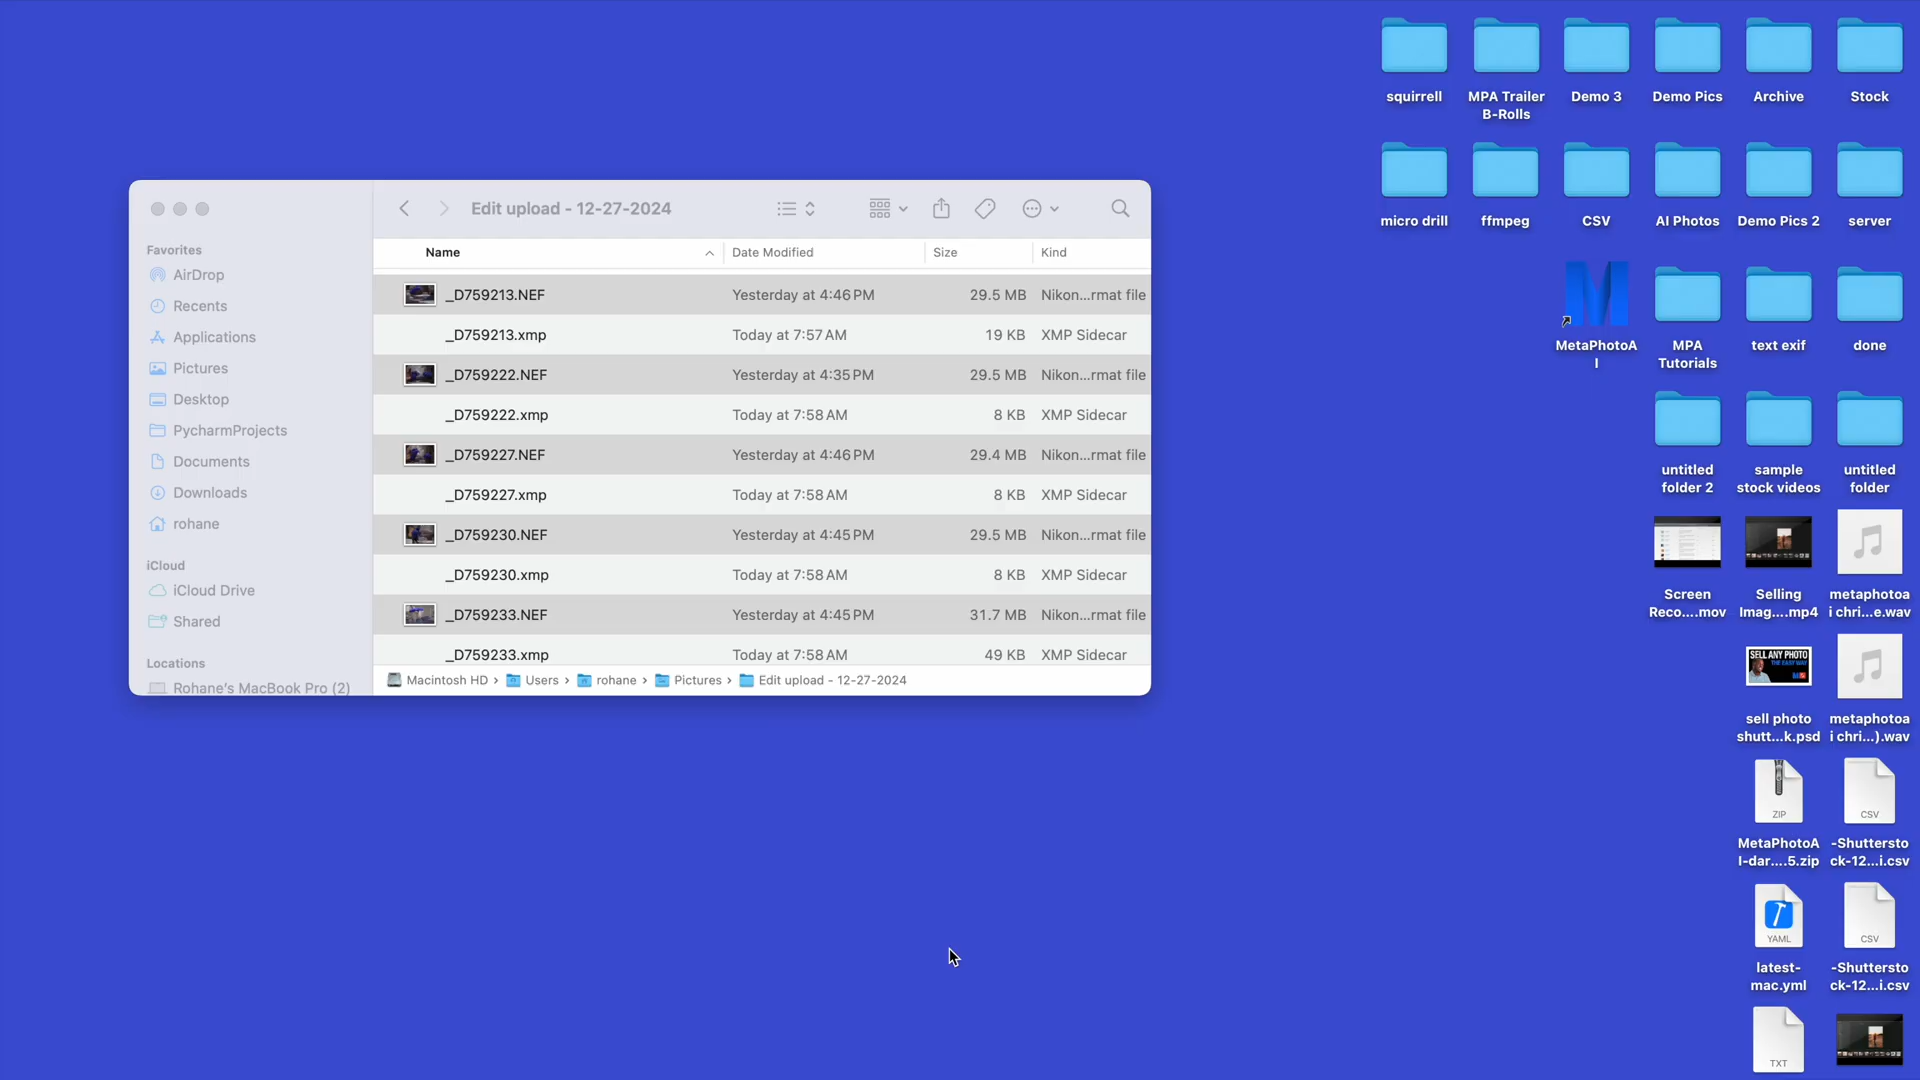 Edit upload - 12-27-2024
Favorites
AirDrop
Recents
Applications
Pictures
Desktop
PycharmProjects
Documents
Downloads
rohane
iCloud
iCloud Drive
Shared
Locations
Rohane's MacBook Pro (2)
Name Date Modified Size Kind
_D759213.NEF Yesterday at 4:46 PM 29.5 MB Nikon...rmat file
_D759213.xmp Today at 7:57 AM 19 KB XMP Sidecar
_D759222.NEF Yesterday at 4:35 PM 29.5 MB Nikon...rmat file
_D759222.xmp Today at 7:58 AM 8 KB XMP Sidecar
_D759227.NEF Yesterday at 4:46 PM 29.4 MB Nikon...rmat file
_D759227.xmp Today at 7:58 AM 8 KB XMP Sidecar
_D759230.NEF Yesterday at 4:45 PM 29.5 MB Nikon...rmat file
_D759230.xmp Today at 7:58 AM 8 KB XMP Sidecar
_D759233.NEF Yesterday at 4:45 PM 31.7 MB Nikon...rmat file
_D759233.xmp Today at 7:58 AM 49 KB XMP Sidecar
Macintosh HD › Users › rohane › Pictures › Edit upload - 12-27-2024
squirrell
MPA Trailer
B-Rolls
Demo 3
Demo Pics
Archive
Stock
micro drill
ffmpeg
CSV
AI Photos
Demo Pics 2
server
MetaPhotoA
I
MPA
Tutorials
text exif
done
untitled
folder 2
sample
stock videos
untitled
folder
Screen
Reco....mov
Selling
Imag....mp4
metaphotoa
i chri...e.wav
SELL ANY PHOTO
THE EASY WAY
sell photo
shutt...k.psd
metaphotoa
i chri...).wav
ZIP
MetaPhotoA
I-dar....5.zip
CSV
-Shuttersto
ck-12...i.csv
YAML
latest-
mac.yml
CSV
-Shuttersto
ck-12...i.csv
TXT